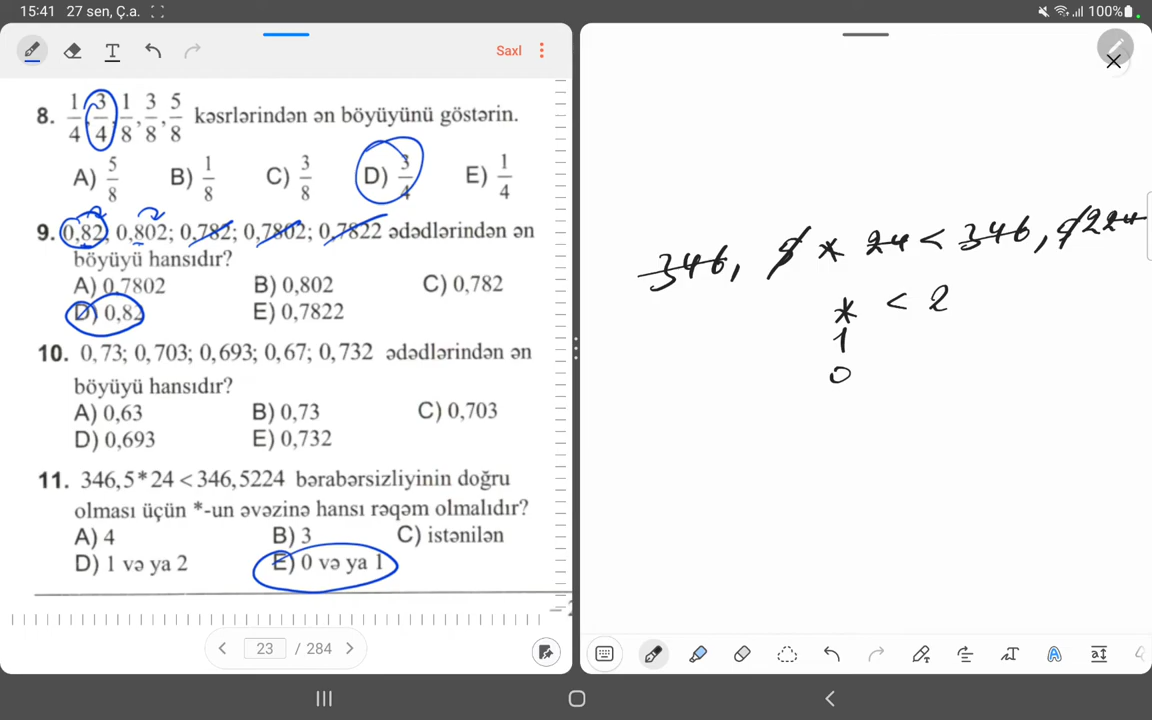 15:41 27 sen, Ç.a. 100%
T Saxl
8. 1/4, 3/4, 1/8, 3/8, 5/8 kəsrlərindən ən böyüyünü göstərin.
A) 5/8 B) 1/8 C) 3/8 D) 3/4 E) 1/4
9. 0,82; 0,802; 0,782; 0,7802; 0,7822 ədədlərindən ən
böyüyü hansıdır?
A) 0,7802 B) 0,802 C) 0,782
D) 0,82 E) 0,7822
10. 0,73; 0,703; 0,693; 0,67; 0,732 ədədlərindən ən
böyüyü hansıdır?
A) 0,63 B) 0,73 C) 0,703
D) 0,693 E) 0,732
11. 346,5*24 < 346,5224 bərabərsizliyinin doğru
olması üçün *-un əvəzinə hansı rəqəm olmalıdır?
A) 4 B) 3 C) istənilən
D) 1 və ya 2 E) 0 və ya 1
23 / 284
346, 5 * 24 < 346, 5224
* < 2
1
0